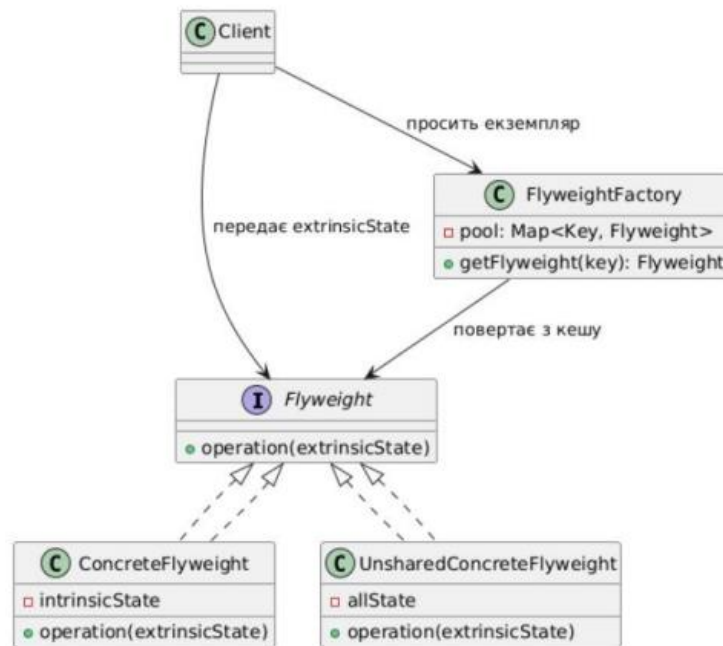 C Client
просить екземпляр
C FlyweightFactory
pool: Map<Key, Flyweight>
getFlyweight(key): Flyweight
передає extrinsicState
повертає з кешу
I Flyweight
operation(extrinsicState)
C ConcreteFlyweight
intrinsicState
operation(extrinsicState)
C UnsharedConcreteFlyweight
allState
operation(extrinsicState)